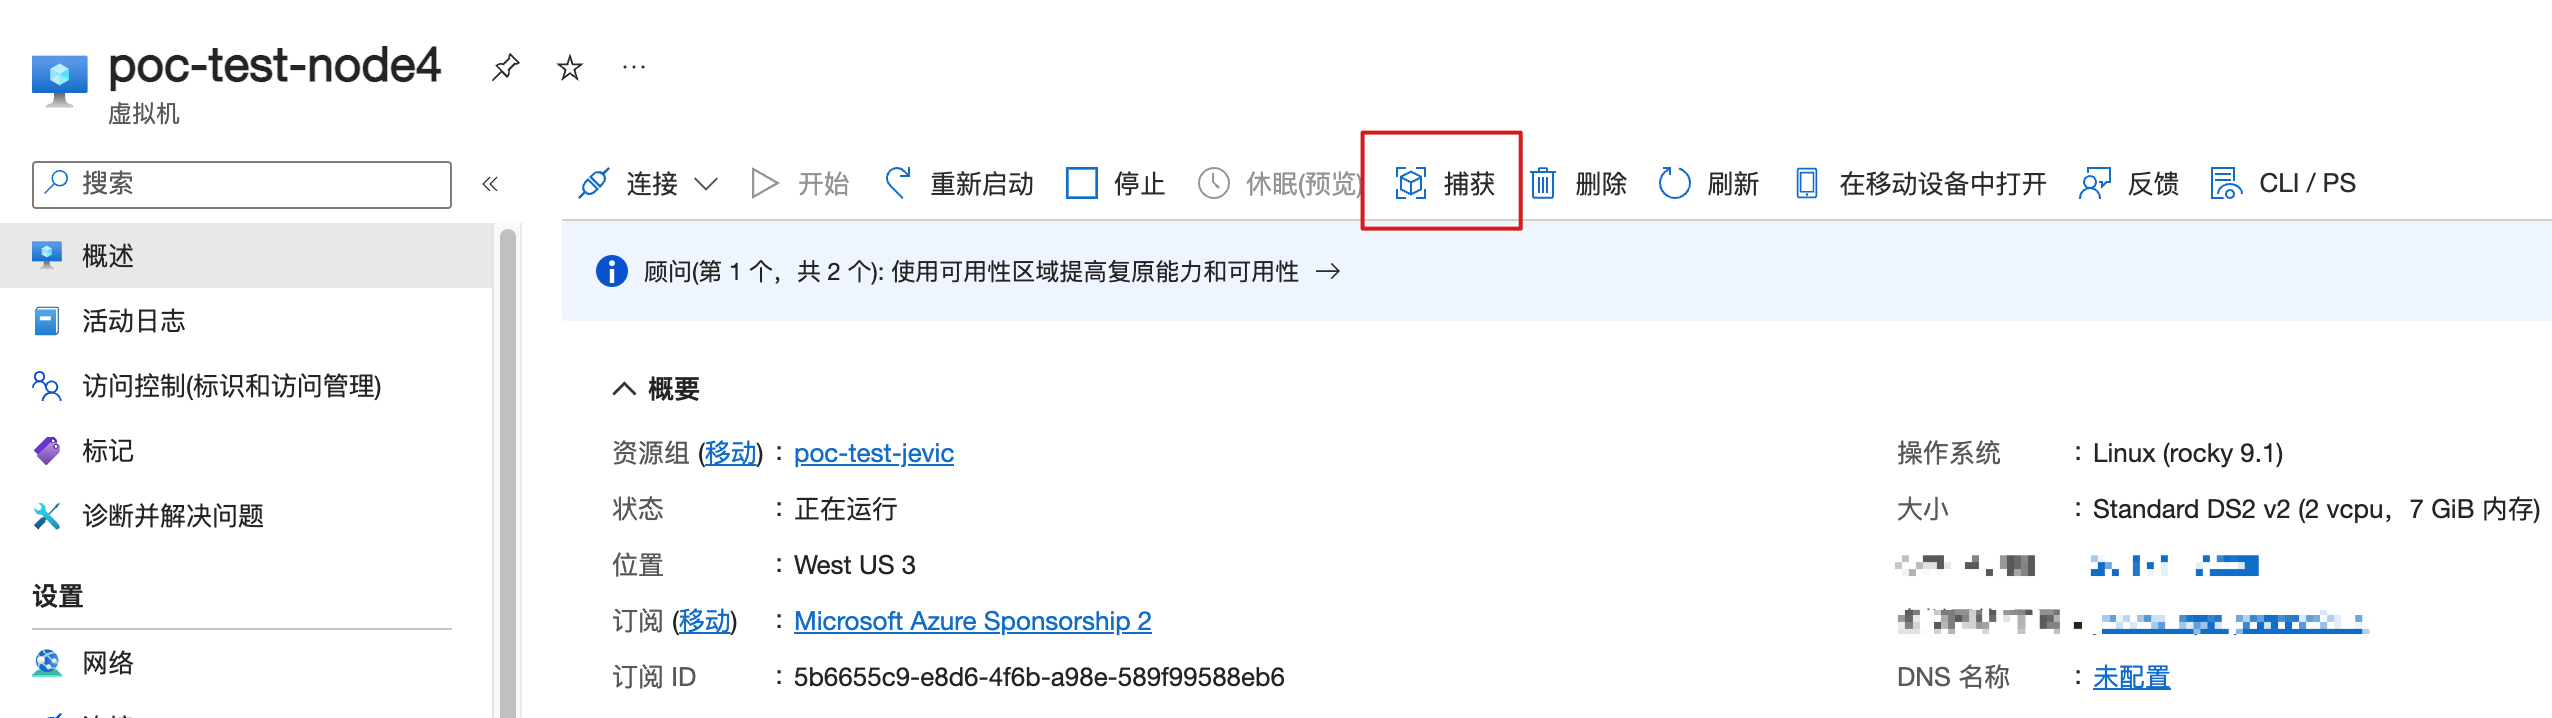 poc-test-node4
虚拟机
搜索
连接 开始 重新启动 停止 休眠(预览) 捕获 删除 刷新 在移动设备中打开 反馈 CLI / PS
概述
活动日志
访问控制(标识和访问管理)
标记
诊断并解决问题
设置
网络
顾问(第 1 个，共 2 个): 使用可用性区域提高复原能力和可用性
概要
资源组 (移动) : poc-test-jevic
状态 : 正在运行
位置 : West US 3
订阅 (移动) : Microsoft Azure Sponsorship 2
订阅 ID : 5b6655c9-e8d6-4f6b-a98e-589f99588eb6
操作系统 : Linux (rocky 9.1)
大小 : Standard DS2 v2 (2 vcpu，7 GiB 内存)
DNS 名称 : 未配置